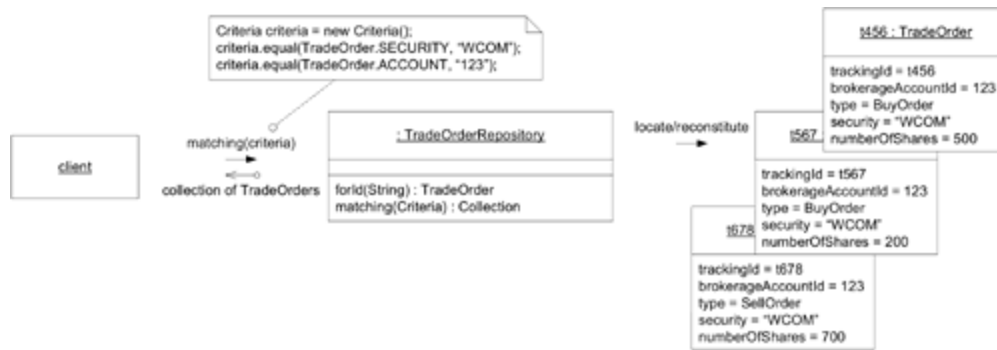 Criteria criteria = new Criteria();
criteria.equal(TradeOrder.SECURITY, “WCOM”);
criteria.equal(TradeOrder.ACCOUNT, “123”);
client
matching(criteria)
collection of TradeOrders
: TradeOrderRepository
forId(String) : TradeOrder
matching(Criteria) : Collection
locate/reconstitute
t456 : TradeOrder
trackingId = t456
brokerageAccountId = 123
type = BuyOrder
security = “WCOM”
numberOfShares = 500
t567 :
trackingId = t567
brokerageAccountId = 123
type = BuyOrder
security = “WCOM”
numberOfShares = 200
t678
trackingId = t678
brokerageAccountId = 123
type = SellOrder
security = “WCOM”
numberOfShares = 700